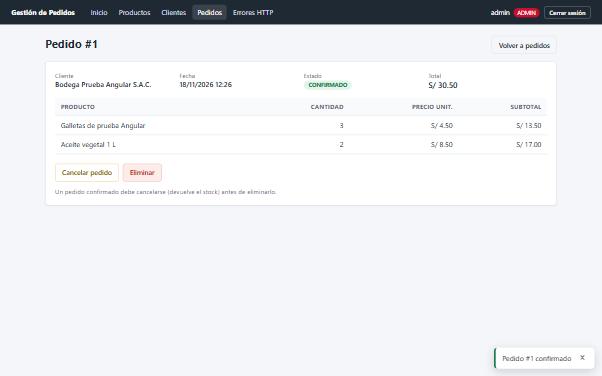 Gestión de Pedidos Inicio Productos Clientes Pedidos Errores HTTP admin ADMIN Cerrar sesión
Pedido #1 Volver a pedidos
Cliente Fecha Estado Total
Bodega Prueba Angular S.A.C. 18/11/2026 12:26 CONFIRMADO S/ 30.50
PRODUCTO CANTIDAD PRECIO UNIT. SUBTOTAL
Galletas de prueba Angular 3 S/ 4.50 S/ 13.50
Aceite vegetal 1 L 2 S/ 8.50 S/ 17.00
Cancelar pedido Eliminar
Un pedido confirmado debe cancelarse (devuelve el stock) antes de eliminarlo.
Pedido #1 confirmado x